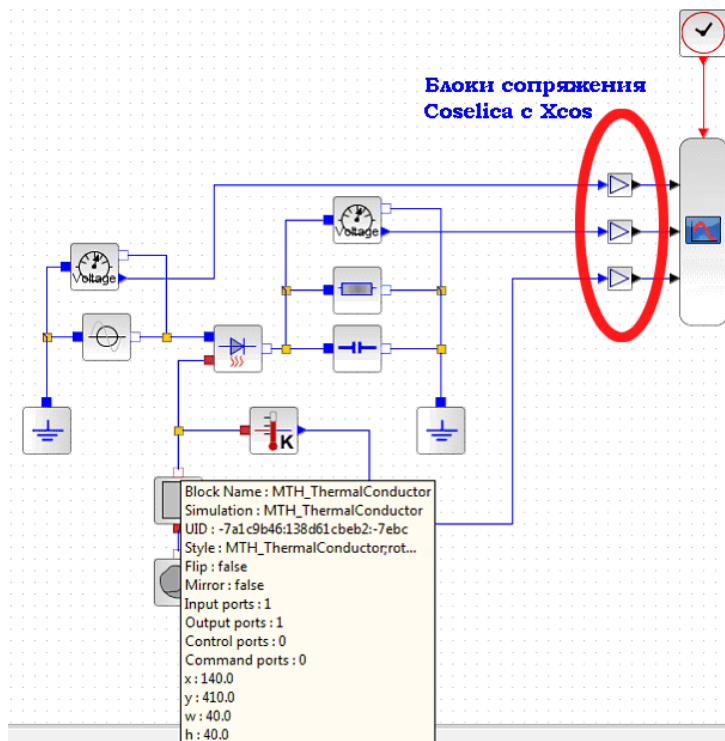 Блоки сопряжения
Coselica с Xcos
Voltage
Voltage
K
Block Name : MTH_ThermalConductor
Simulation : MTH_ThermalConductor
UID : -7a1c9b46:138d61cbeb2:-7ebc
Style : MTH_ThermalConductor;rot...
Flip : false
Mirror : false
Input ports : 1
Output ports : 1
Control ports : 0
Command ports : 0
x : 140.0
y : 410.0
w : 40.0
h : 40.0